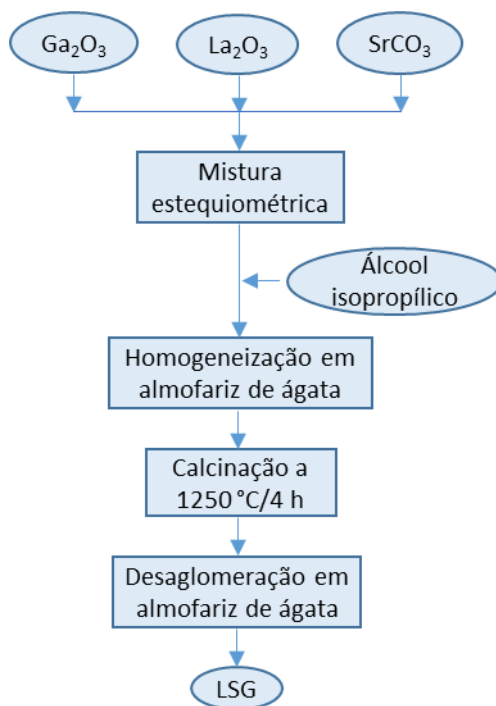 Ga₂O₃
La₂O₃
SrCO₃
Mistura
estequiométrica
Álcool
isopropílico
Homogeneização em
almofariz de ágata
Calcinação a
1250 °C/4 h
Desaglomeração em
almofariz de ágata
LSG